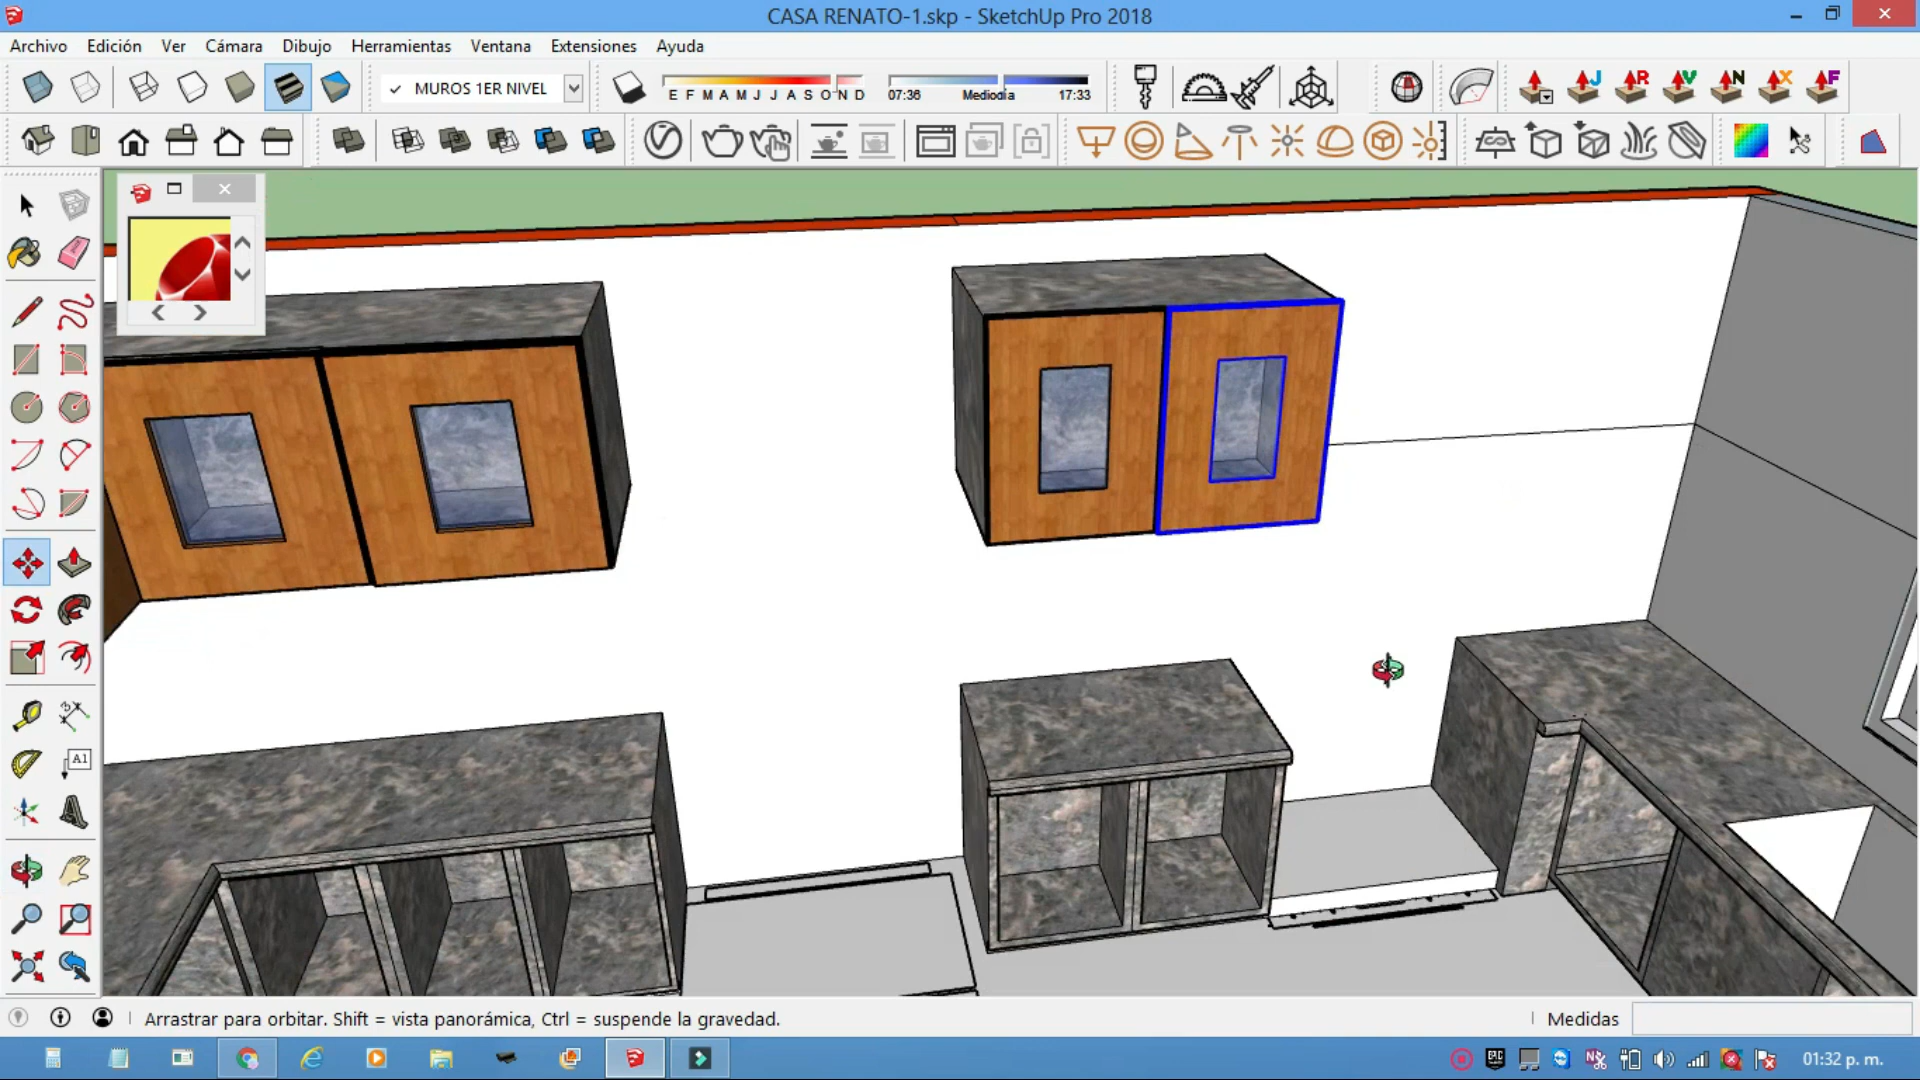 CASA RENATO-1.skp - SketchUp Pro 2018
Archivo Edición Ver Cámara Dibujo Herramientas Ventana Extensiones Ayuda
MUROS 1ER NIVEL
E F M A M J J A S O N D
07:36 Mediodía 17:33
J R V N X F
A1
Arrastrar para orbitar. Shift = vista panorámica, Ctrl = suspende la gravedad.
Medidas
01:32 p. m.